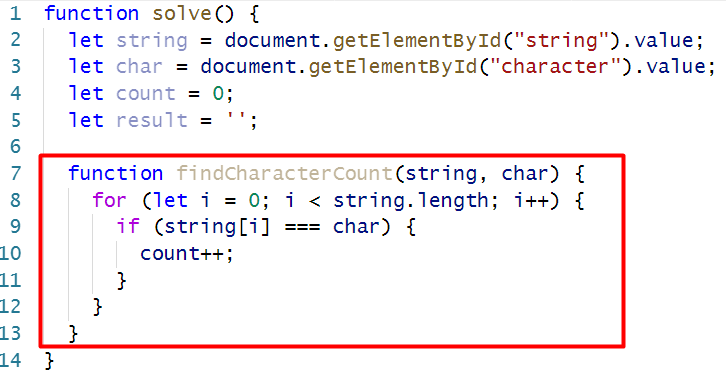 1 function solve() {
2   let string = document.getElementById("string").value;
3   let char = document.getElementById("character").value;
4   let count = 0;
5   let result = '';
6
7   function findCharacterCount(string, char) {
8     for (let i = 0; i < string.length; i++) {
9       if (string[i] === char) {
10         count++;
11       }
12     }
13   }
14 }